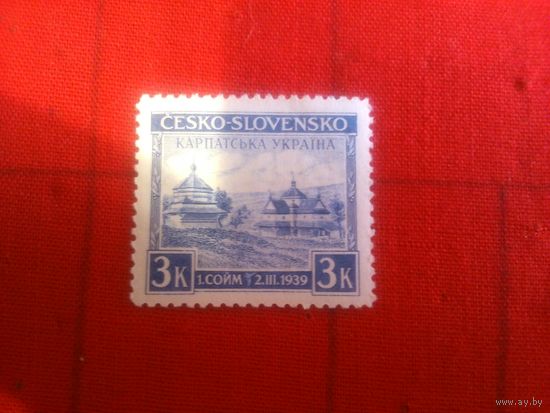 ČESKO-SLOVENSKO
КАРПАТСЬКА УКРАЇНА
3K 1.СОЙМ 2.III.1939 3K
www.ay.by